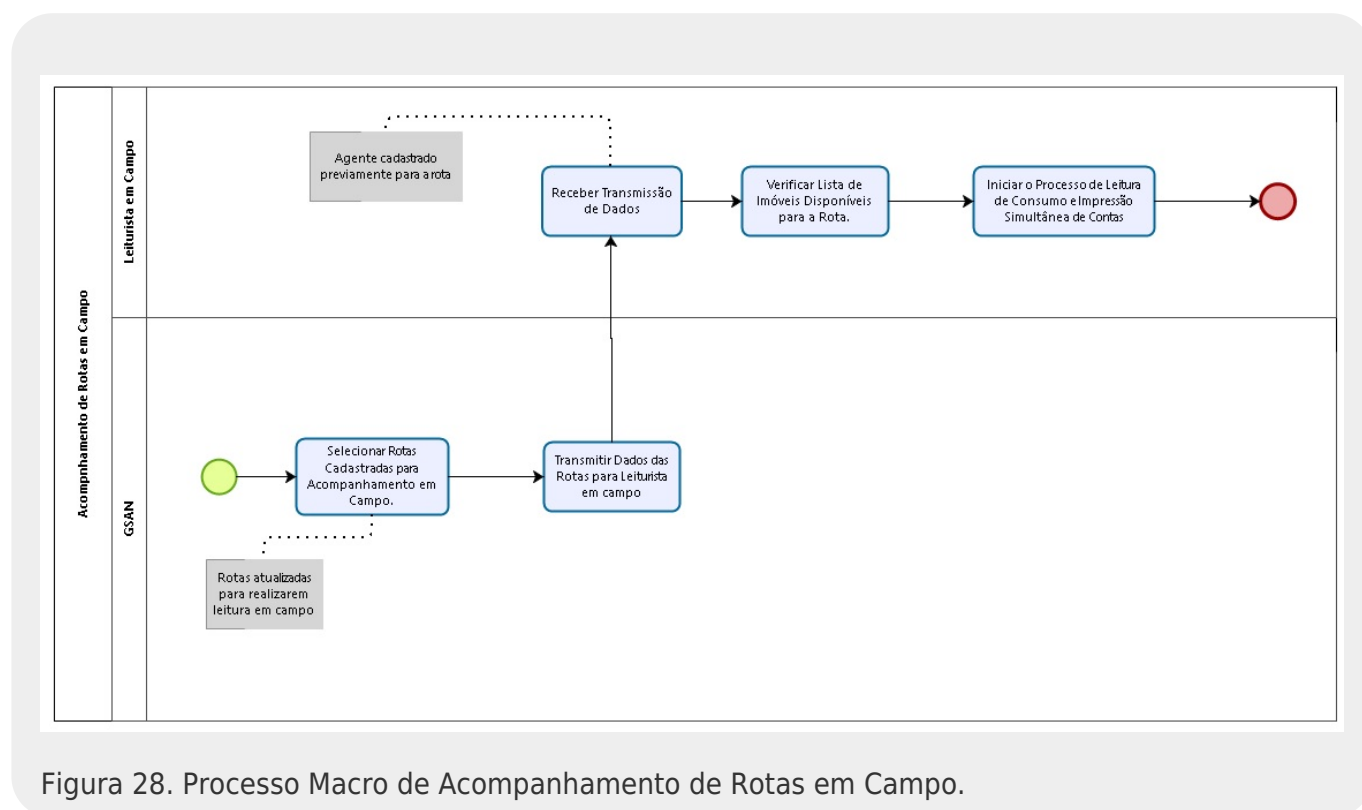 Acompnhamento de Rotas em Campo
Leiturista em Campo
Agente cadastrado
previamente para a rota
Receber Transmissão
de Dados
Verificar Lista de
Imóveis Disponíveis
para a Rota.
Iniciar o Processo de Leitura
de Consumo e Impressão
Simultânea de Contas
GSAN
Selecionar Rotas
Cadastradas para
Acompanhamento em
Campo.
Transmitir Dados das
Rotas para Leiturista
em campo
Rotas atualizadas
para realizarem
leitura em campo
Figura 28. Processo Macro de Acompanhamento de Rotas em Campo.